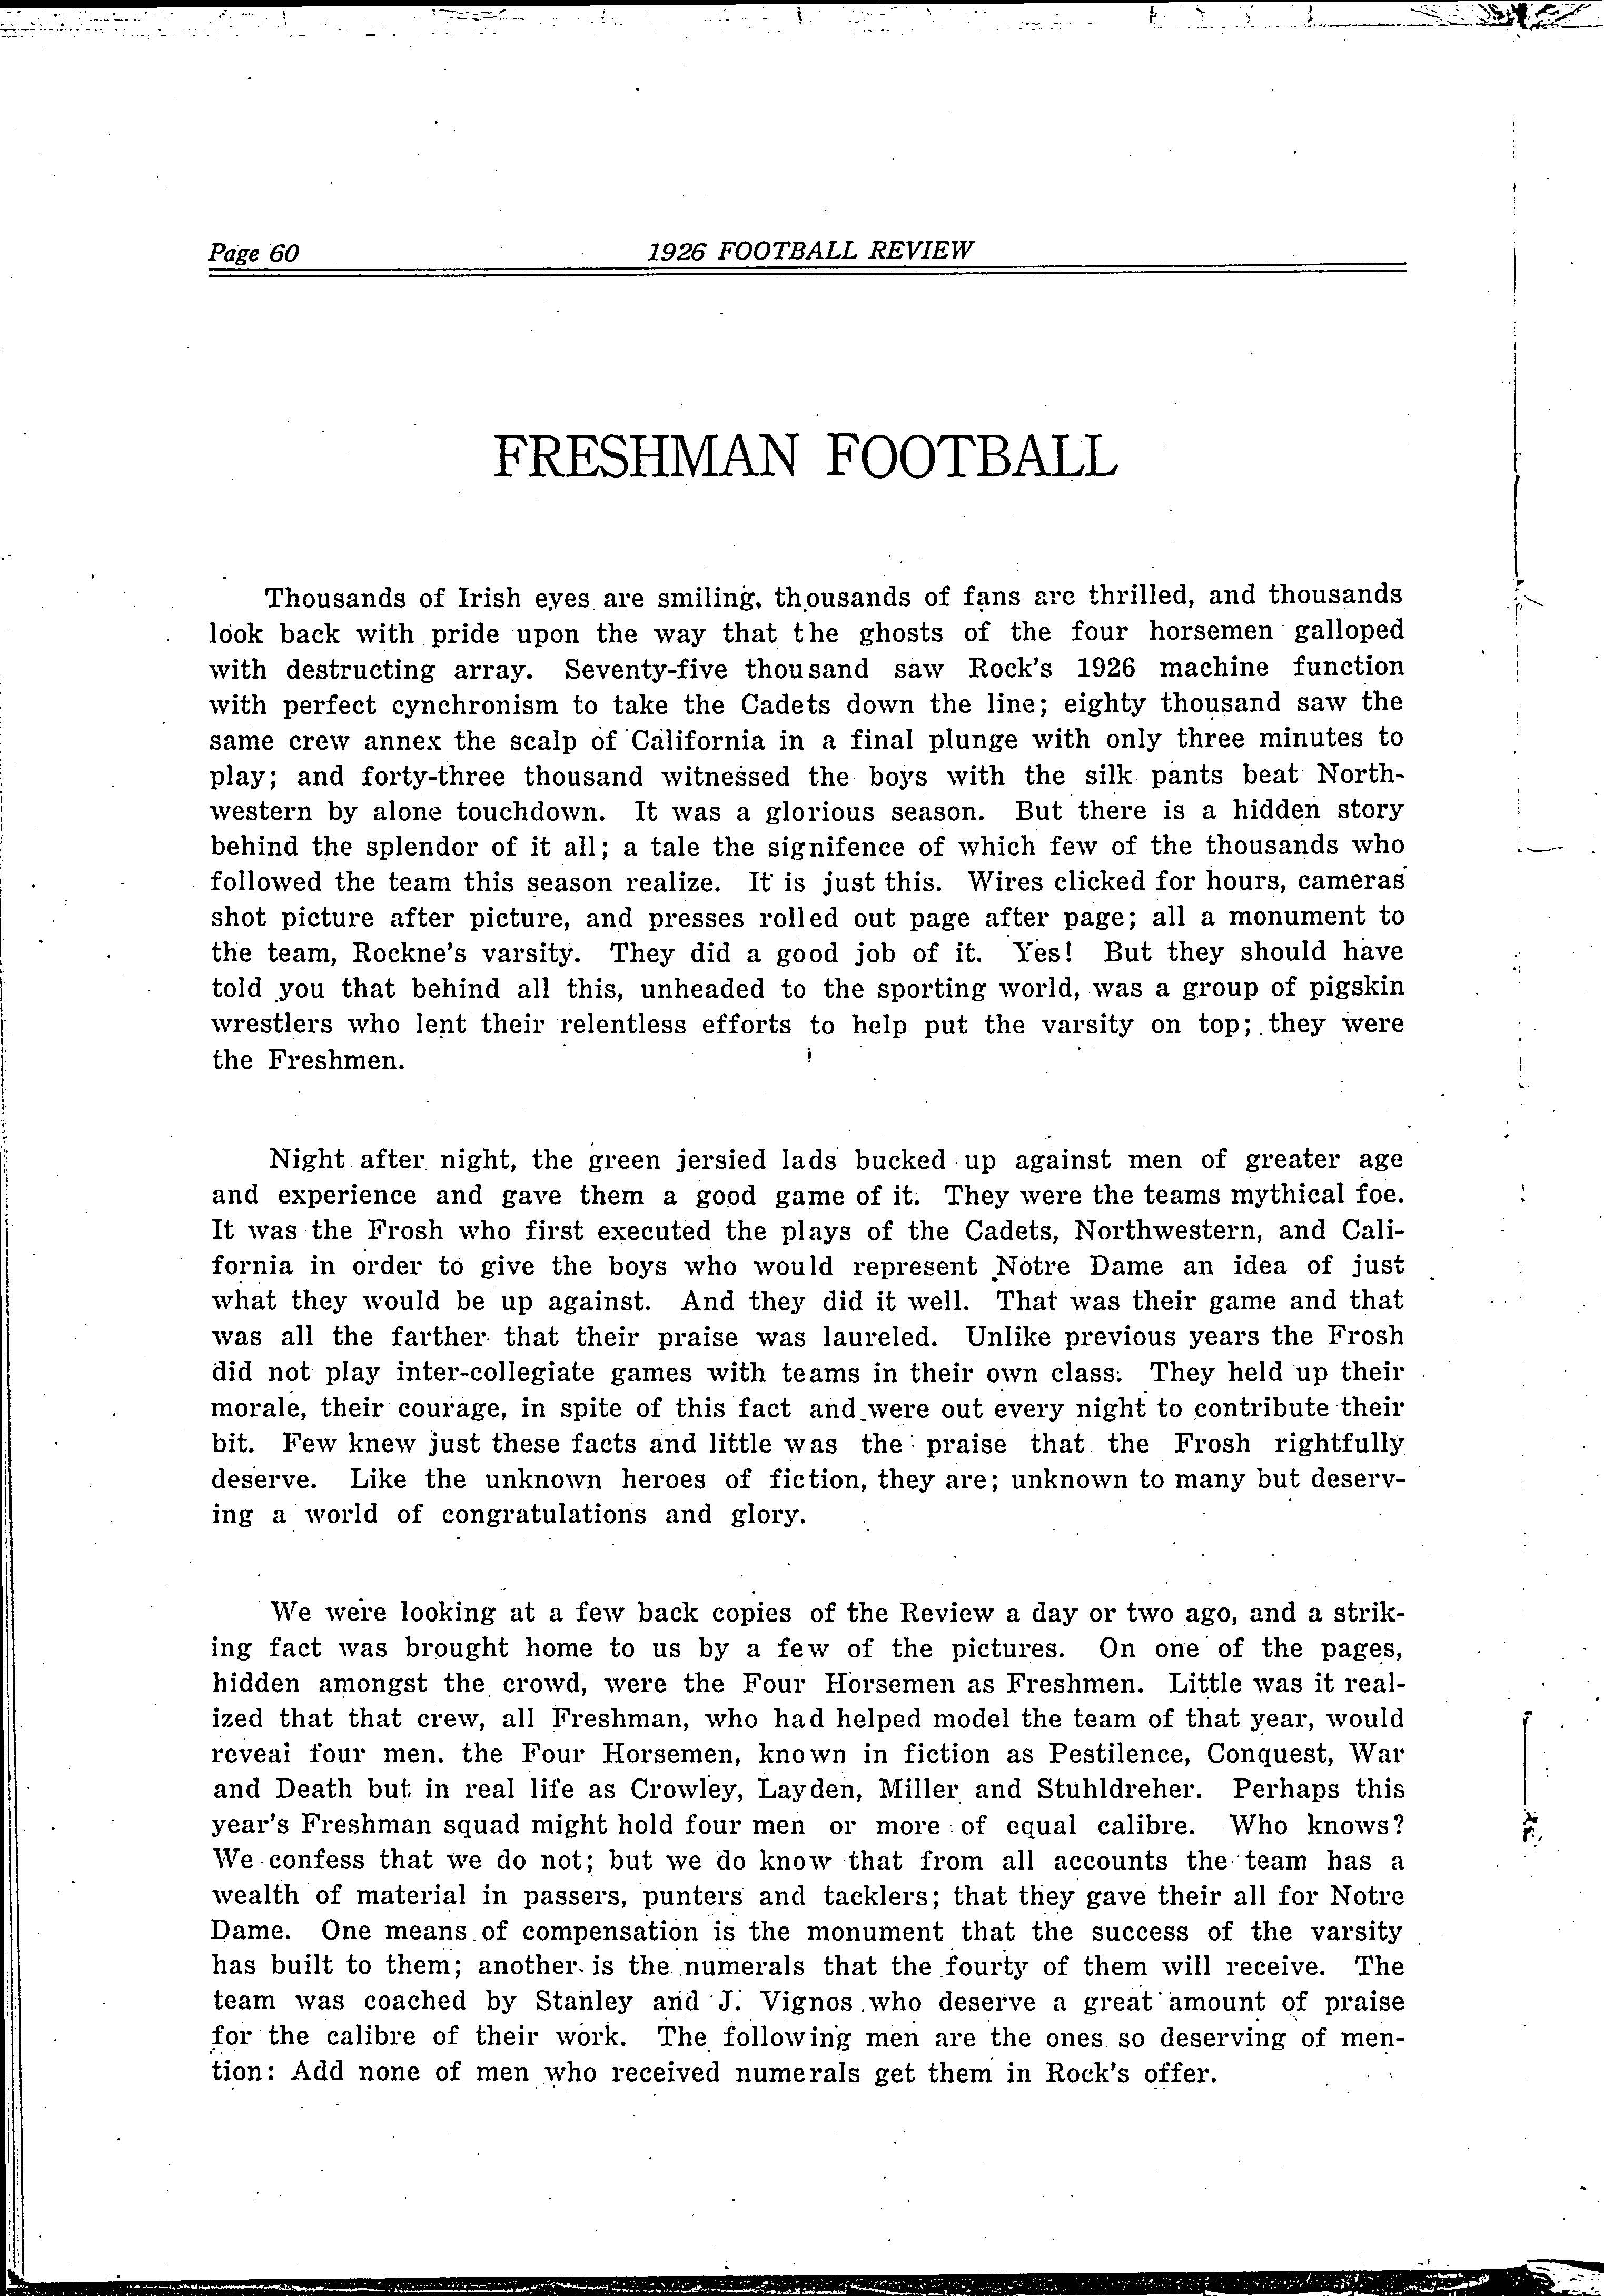 Page 60
1926 FOOTBALL REVIEW
FRESHMAN FOOTBALL
Thousands of Irish eyes are smiling, thousands of fans are thrilled, and thousands
look back with pride upon the way that the ghosts of the four horsemen galloped
with destructing array. Seventy-five thousand saw Rock's 1926 machine function
with perfect cynchronism to take the Cadets down the line; eighty thousand saw the
same crew annex the scalp of California in a final plunge with only three minutes to
play; and forty-three thousand witnessed the boys with the silk pants beat North-
western by alone touchdown. It was a glorious season. But there is a hidden story
behind the splendor of it all; a tale the signifence of which few of the thousands who
followed the team this season realize. It is just this. Wires clicked for hours, cameras
shot picture after picture, and presses rolled out page after page; all a monument to
the team, Rockne's varsity. They did a good job of it. Yes! But they should have
told you that behind all this, unheaded to the sporting world, was a group of pigskin
wrestlers who lent their relentless efforts to help put the varsity on top; they were
the Freshmen.
Night after night, the green jersied lads bucked up against men of greater age
and experience and gave them a good game of it. They were the teams mythical foe.
It was the Frosh who first executed the plays of the Cadets, Northwestern, and Cali-
fornia in order to give the boys who would represent Notre Dame an idea of just
what they would be up against. And they did it well. That was their game and that
was all the farther that their praise was laureled. Unlike previous years the Frosh
did not play inter-collegiate games with teams in their own class. They held up their
morale, their courage, in spite of this fact and were out every night to contribute their
bit. Few knew just these facts and little was the praise that the Frosh rightfully
deserve. Like the unknown heroes of fiction, they are; unknown to many but deserv-
ing a world of congratulations and glory.
We were looking at a few back copies of the Review a day or two ago, and a strik-
ing fact was brought home to us by a few of the pictures. On one of the pages,
hidden amongst the crowd, were the Four Horsemen as Freshmen. Little was it real-
ized that that crew, all Freshman, who had helped model the team of that year, would
reveal four men, the Four Horsemen, known in fiction as Pestilence, Conquest, War
and Death but in real life as Crowley, Layden, Miller and Stuhldreher. Perhaps this
year's Freshman squad might hold four men or more of equal calibre. Who knows?
We confess that we do not; but we do know that from all accounts the team has a
wealth of material in passers, punters and tacklers; that they gave their all for Notre
Dame. One means of compensation is the monument that the success of the varsity
has built to them; another is the numerals that the fourty of them will receive. The
team was coached by Stanley and J. Vignos who deserve a great amount of praise
for the calibre of their work. The following men are the ones so deserving of men-
tion: Add none of men who received numerals get them in Rock's offer.